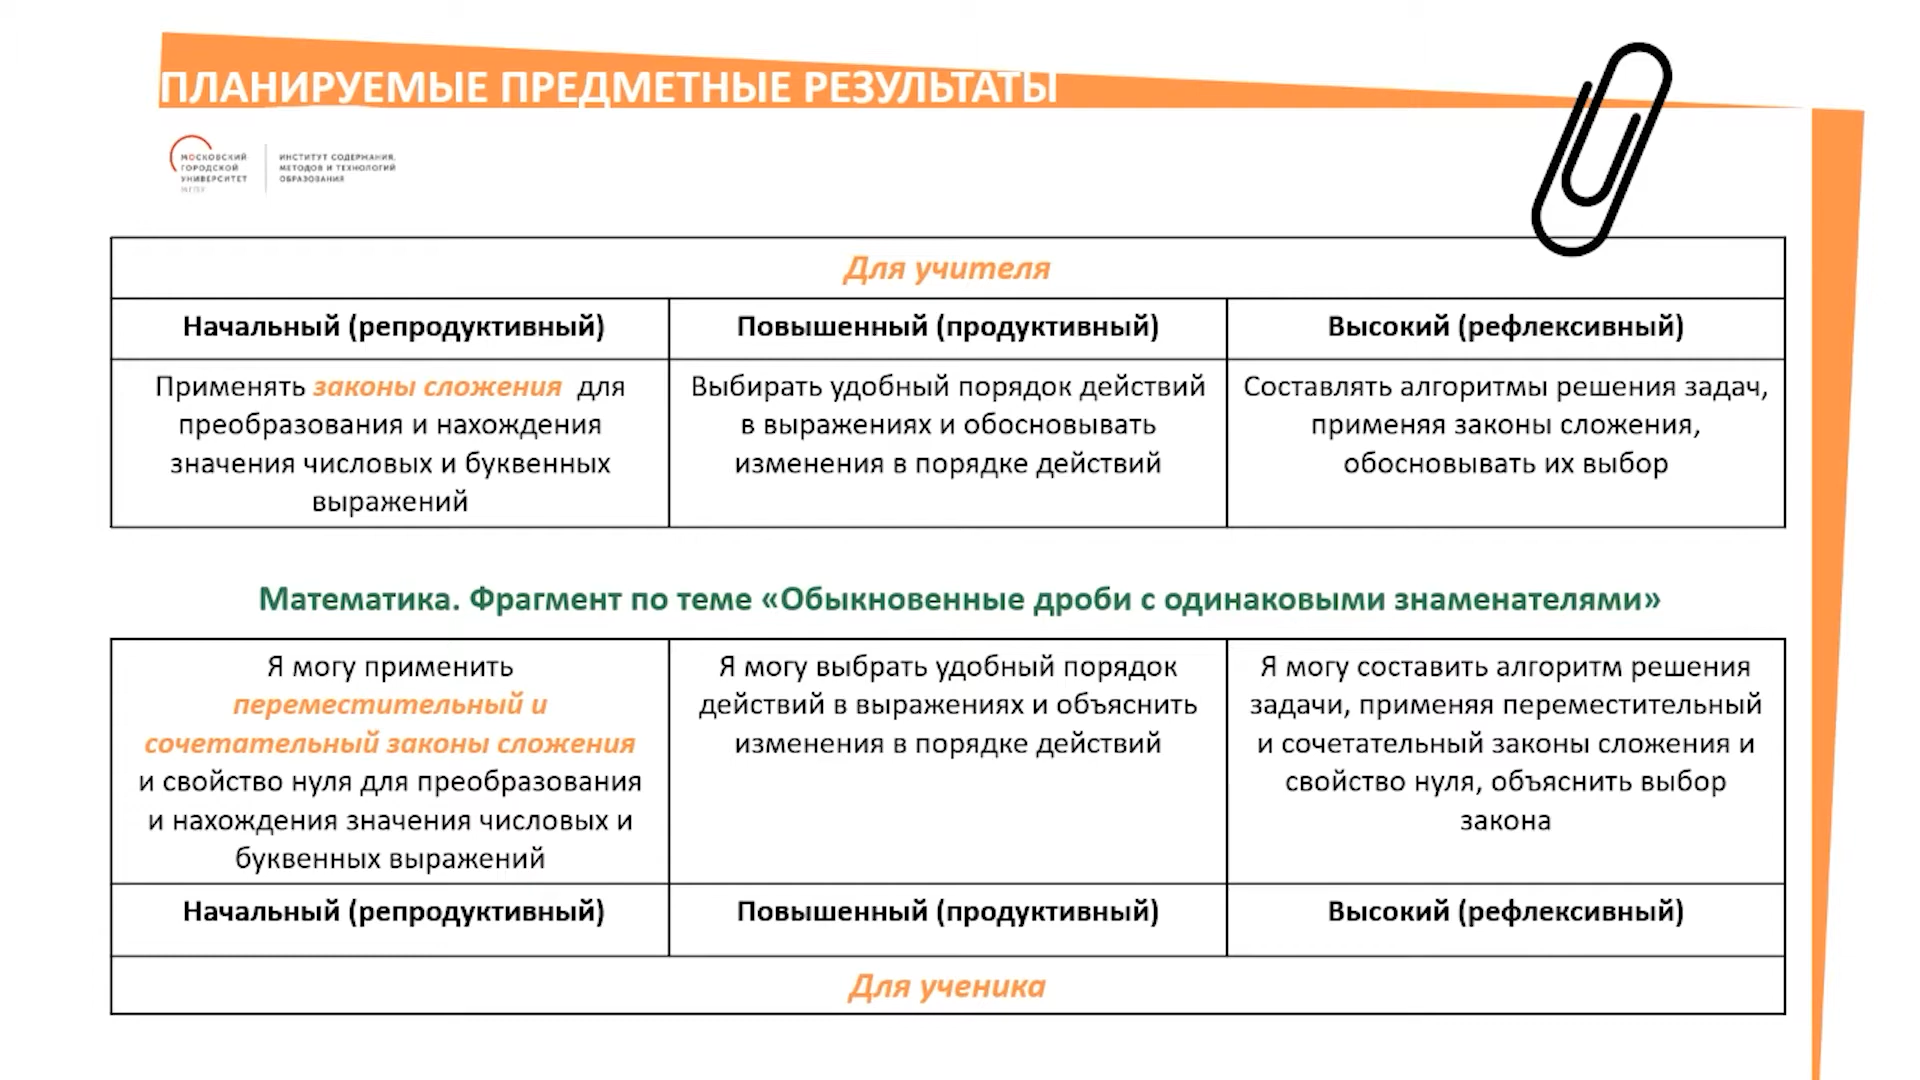 ПЛАНИРУЕМЫЕ ПРЕДМЕТНЫЕ РЕЗУЛЬТАТЫ
МОСКОВСКИЙ
ГОРОДСКОЙ
УНИВЕРСИТЕТ
МГПУ
ИНСТИТУТ СОДЕРЖАНИЯ,
МЕТОДОВ И ТЕХНОЛОГИЙ
ОБРАЗОВАНИЯ
Для учителя
Начальный (репродуктивный)
Повышенный (продуктивный)
Высокий (рефлексивный)
Применять законы сложения для
преобразования и нахождения
значения числовых и буквенных
выражений
Выбирать удобный порядок действий
в выражениях и обосновывать
изменения в порядке действий
Составлять алгоритмы решения задач,
применяя законы сложения,
обосновывать их выбор
Математика. Фрагмент по теме «Обыкновенные дроби с одинаковыми знаменателями»
Я могу применить
переместительный и
сочетательный законы сложения
и свойство нуля для преобразования
и нахождения значения числовых и
буквенных выражений
Я могу выбрать удобный порядок
действий в выражениях и объяснить
изменения в порядке действий
Я могу составить алгоритм решения
задачи, применяя переместительный
и сочетательный законы сложения и
свойство нуля, объяснить выбор
закона
Начальный (репродуктивный)
Повышенный (продуктивный)
Высокий (рефлексивный)
Для ученика